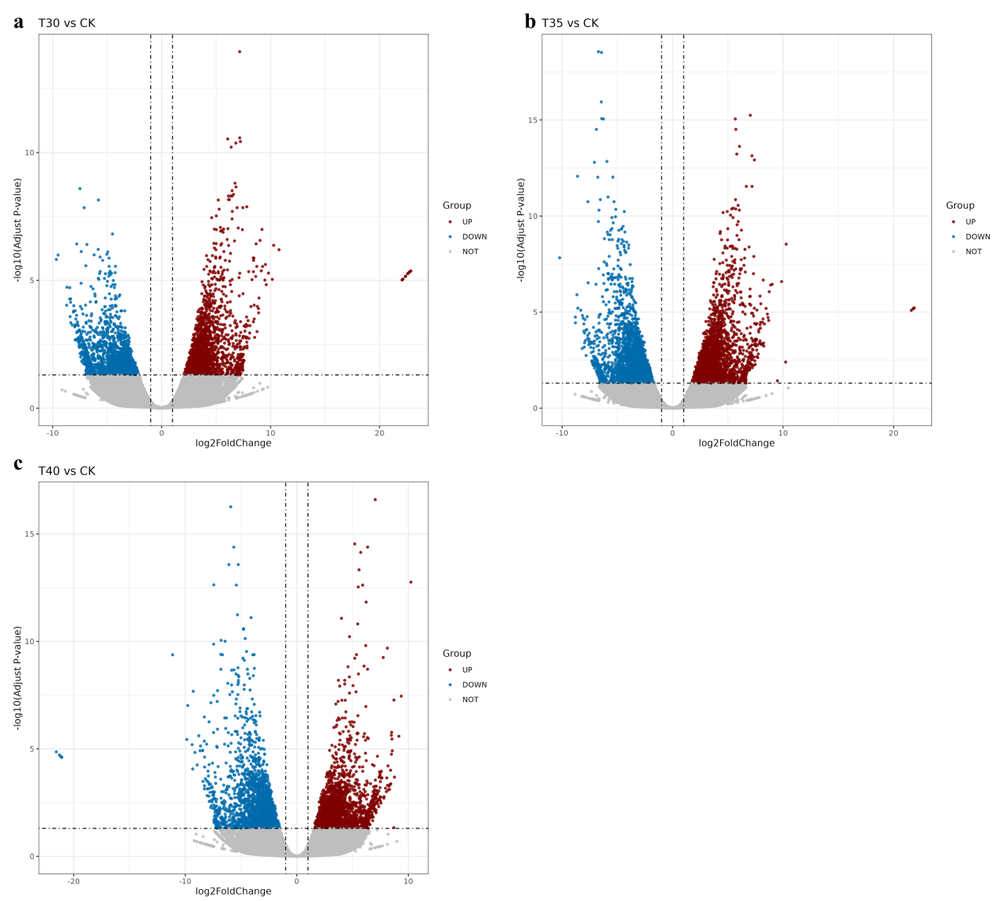 a T30 vs CK
10
5
0
-10 0 10 20
log2FoldChange
-log10(Adjust P-value)
Group
UP
DOWN
NOT
b T35 vs CK
15
10
5
0
-10 0 10 20
log2FoldChange
-log10(Adjust P-value)
Group
UP
DOWN
NOT
c T40 vs CK
15
10
5
0
-20 -10 0 10
log2FoldChange
-log10(Adjust P-value)
Group
UP
DOWN
NOT